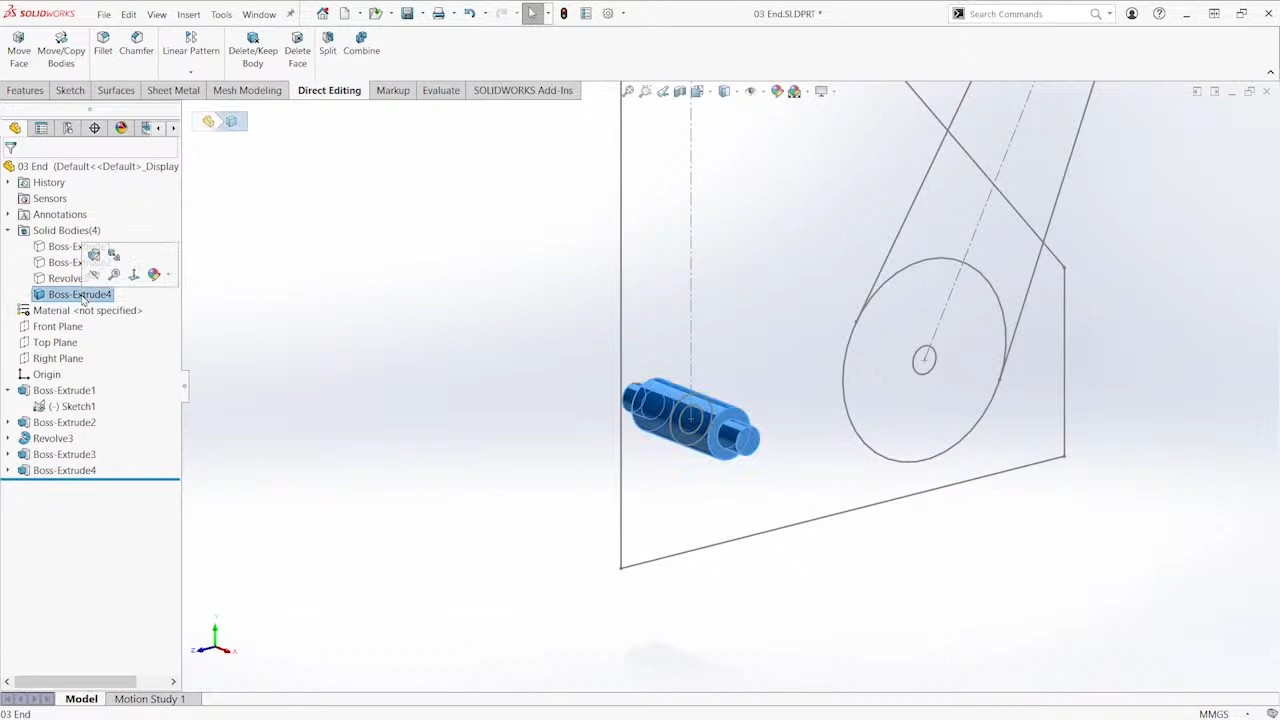 SOLIDWORKS File Edit View Insert Tools Window 03 End.SLDPRT * Search Commands
Move Face Move/Copy Bodies Fillet Chamfer Linear Pattern Delete/Keep Body Delete Face Split Combine
Features Sketch Surfaces Sheet Metal Mesh Modeling Direct Editing Markup Evaluate SOLIDWORKS Add-Ins
03 End (Default<<Default>_Display
History
Sensors
Annotations
Solid Bodies(4)
Revolve
Boss-Extrude4
Material <not specified>
Front Plane
Top Plane
Right Plane
Origin
Boss-Extrude1
(-) Sketch1
Boss-Extrude2
Revolve3
Boss-Extrude3
Boss-Extrude4
Y
Z X
Model Motion Study 1
03 End MMGS